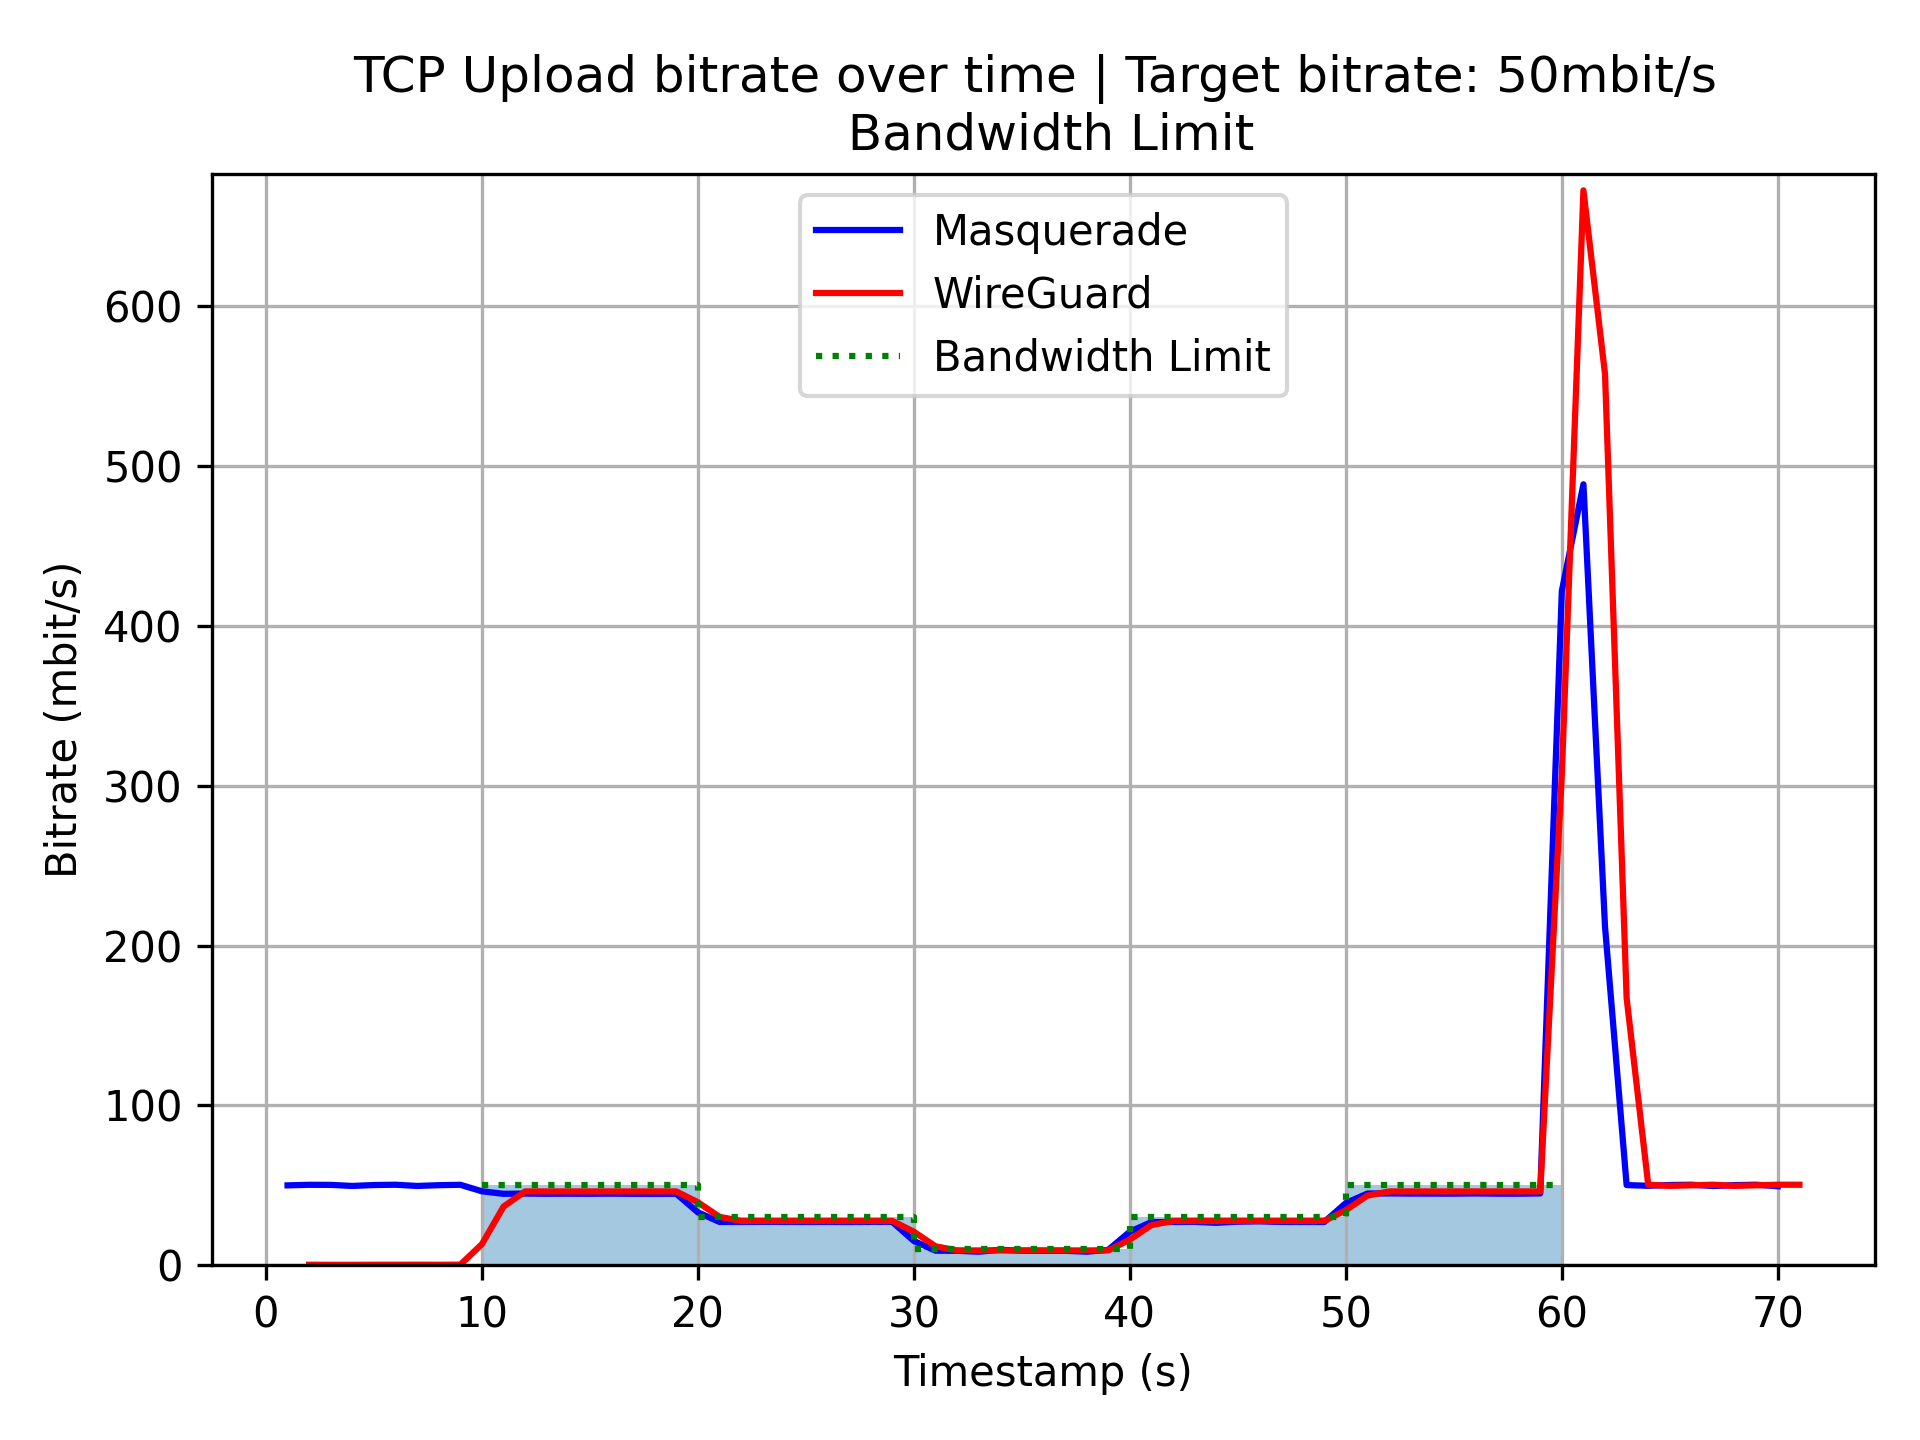 TCP Upload bitrate over time | Target bitrate: 50mbit/s
Bandwidth Limit
Masquerade
WireGuard
Bandwidth Limit
600
500
400
300
200
100
0
Bitrate (mbit/s)
0 10 20 30 40 50 60 70
Timestamp (s)